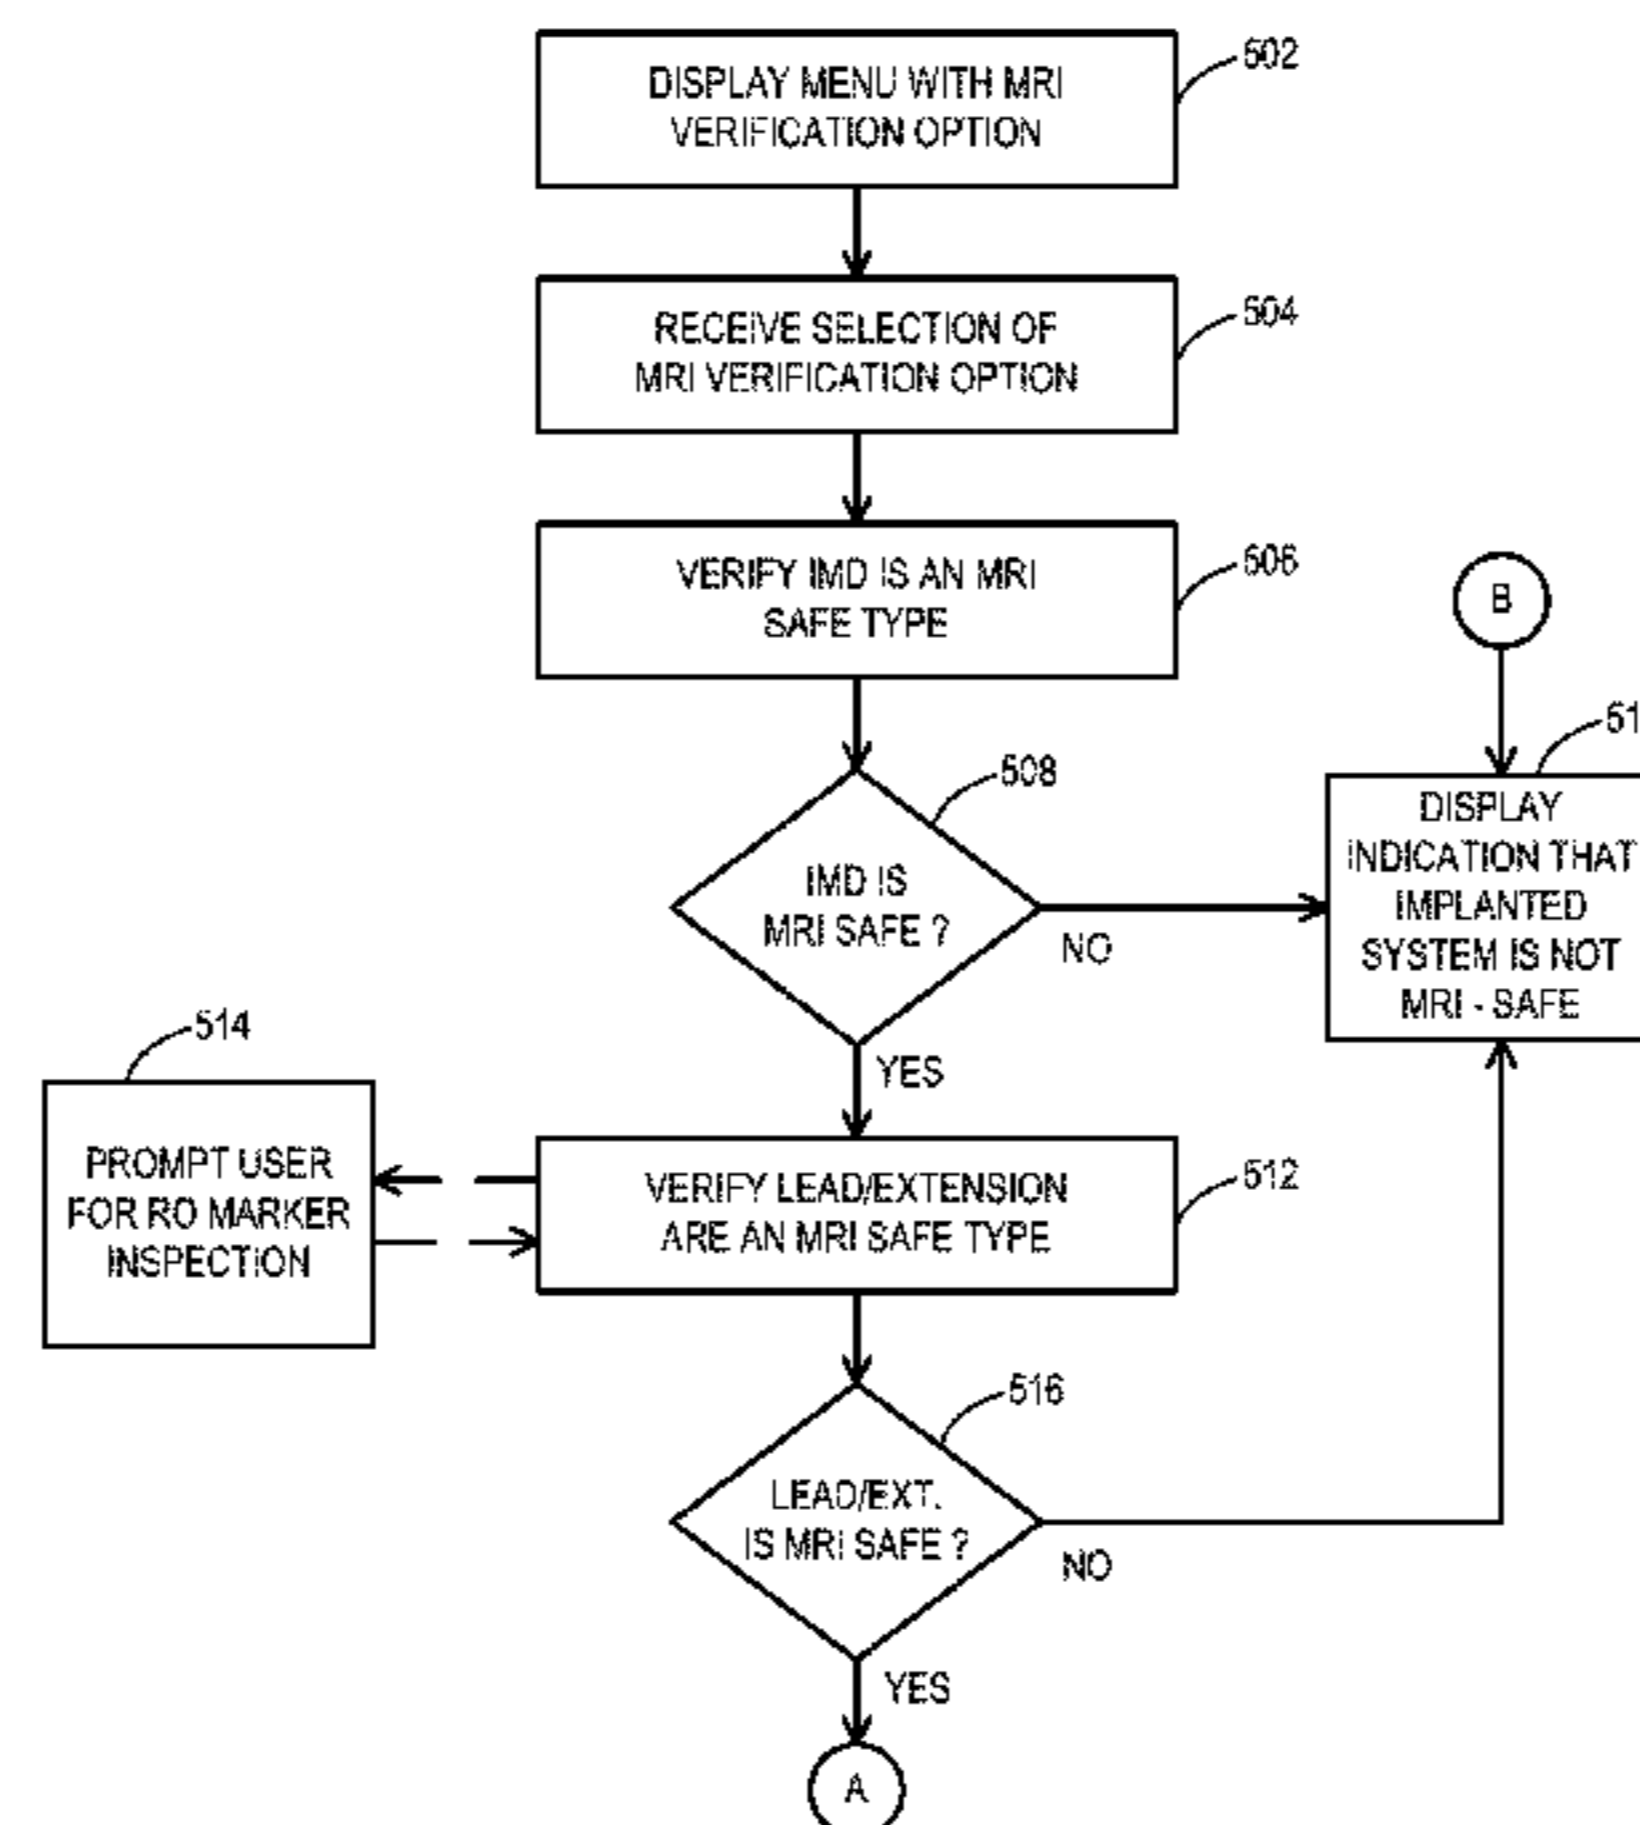 502
DISPLAY MENU WITH MRI
VERIFICATION OPTION
504
RECEIVE SELECTION OF
MRI VERIFICATION OPTION
506
VERIFY IMD IS AN MRI
SAFE TYPE
B
508
IMD IS
MRI SAFE ?
NO
YES
DISPLAY
INDICATION THAT
IMPLANTED
SYSTEM IS NOT
MRI - SAFE
514
PROMPT USER
FOR RO MARKER
INSPECTION
512
VERIFY LEAD/EXTENSION
ARE AN MRI SAFE TYPE
516
LEAD/EXT.
IS MRI SAFE ?
NO
YES
A